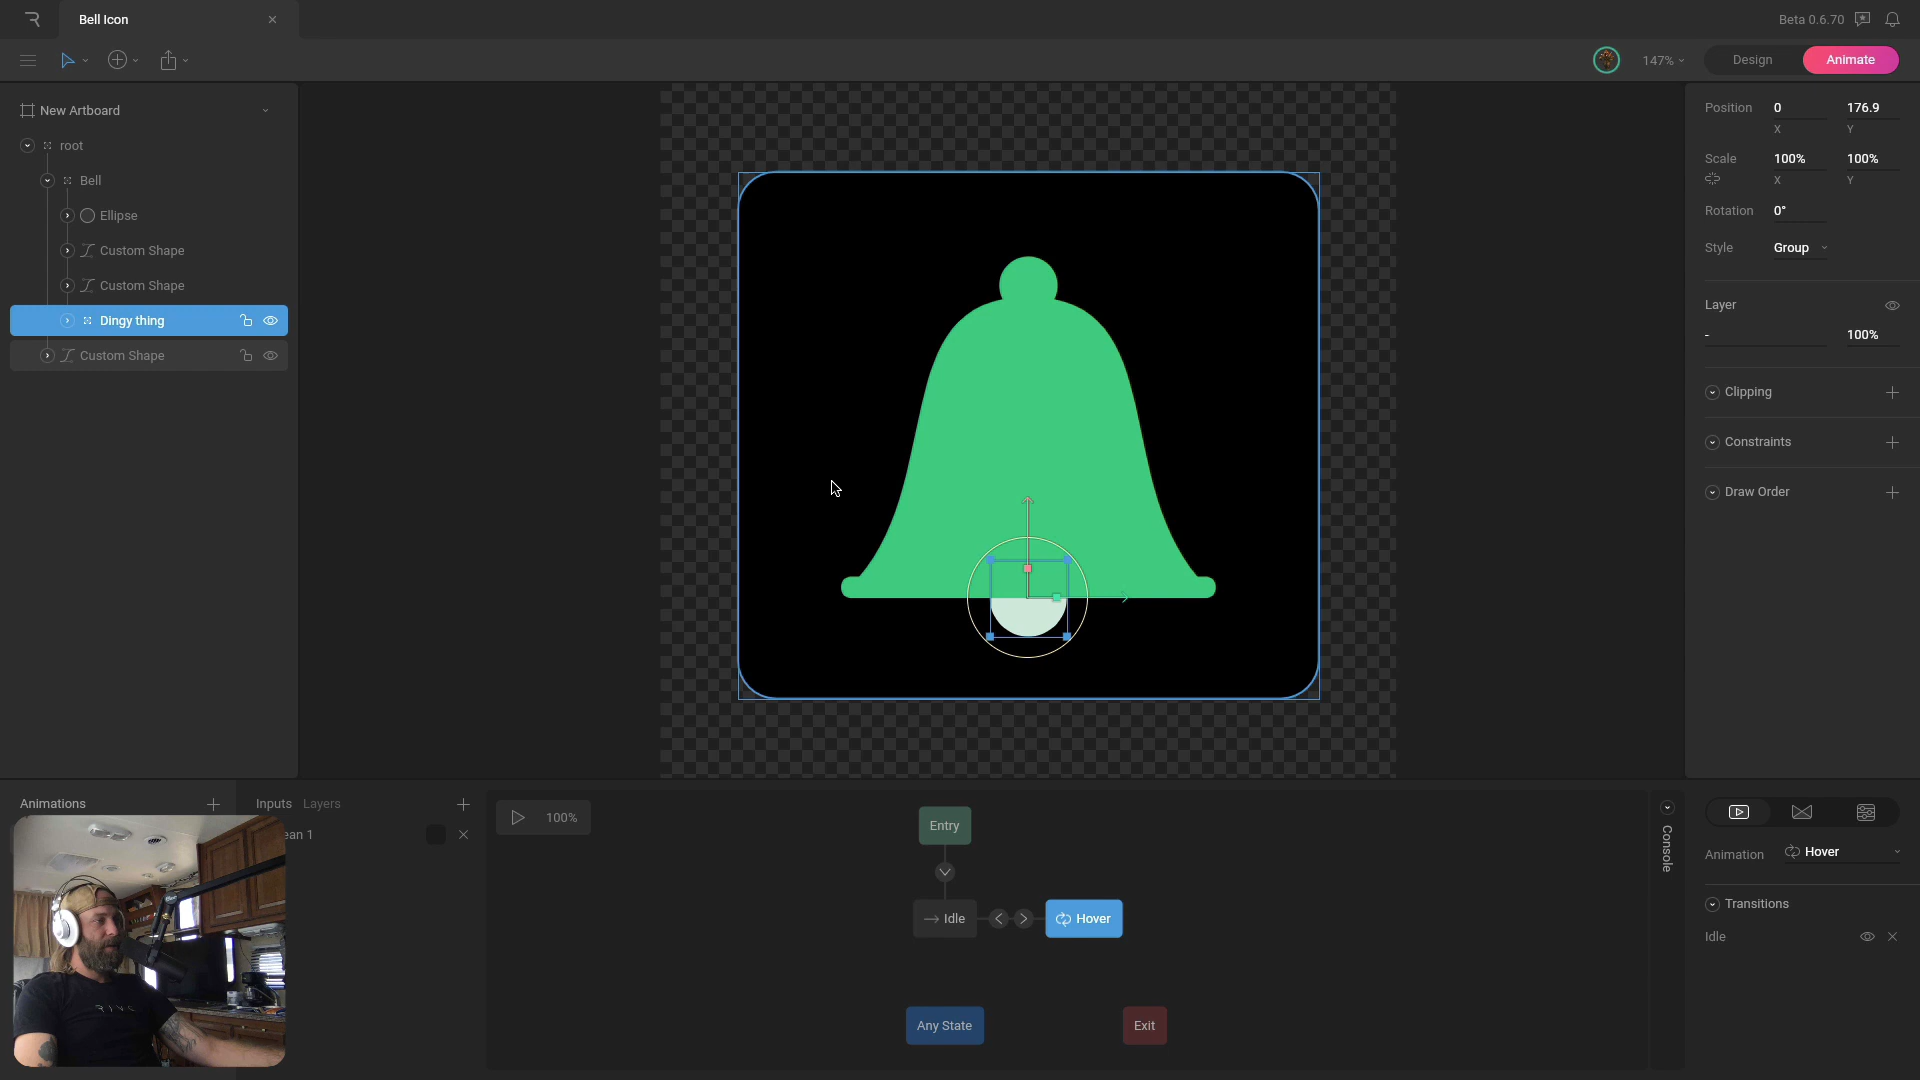 Bell Icon
Beta 0.6.70
147%
Design
Animate
New Artboard
root
Bell
Ellipse
Custom Shape
Custom Shape
Dingy thing
Custom Shape
Position
0
176.9
X
Y
Scale
100%
100%
X
Y
Rotation
0°
Style
Group
Layer
-
100%
Clipping
Constraints
Draw Order
Animations
Inputs
Layers
ean 1
100%
Entry
Idle
Hover
Any State
Exit
Console
Animation
Hover
Transitions
Idle